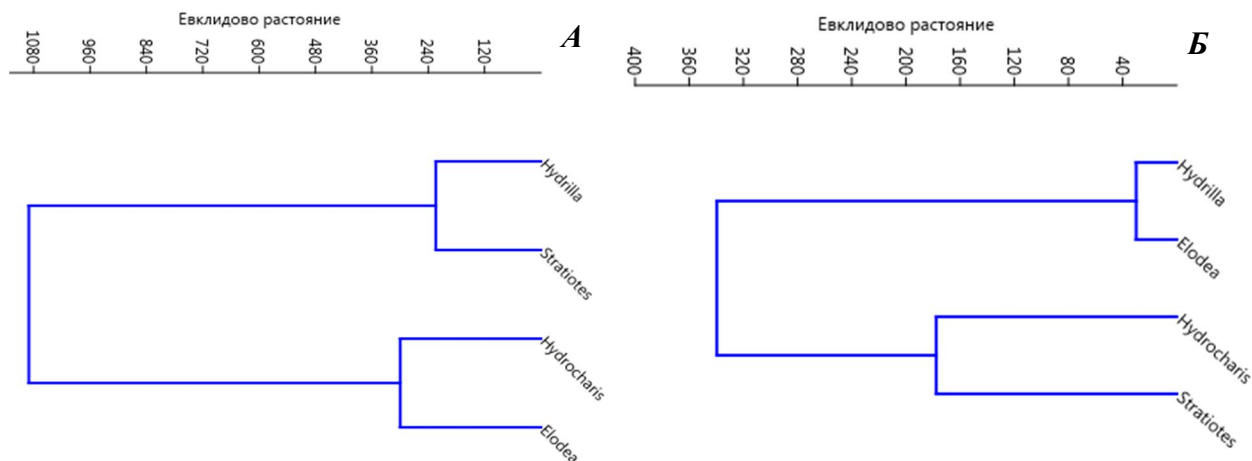 Евклидово растояние
А
1080 960 840 720 600 480 360 240 120
Hydrilla
Stratiotes
Hydrocharis
Elodea
Евклидово растояние
Б
400 360 320 280 240 200 160 120 80 40
Hydrilla
Elodea
Hydrocharis
Stratiotes